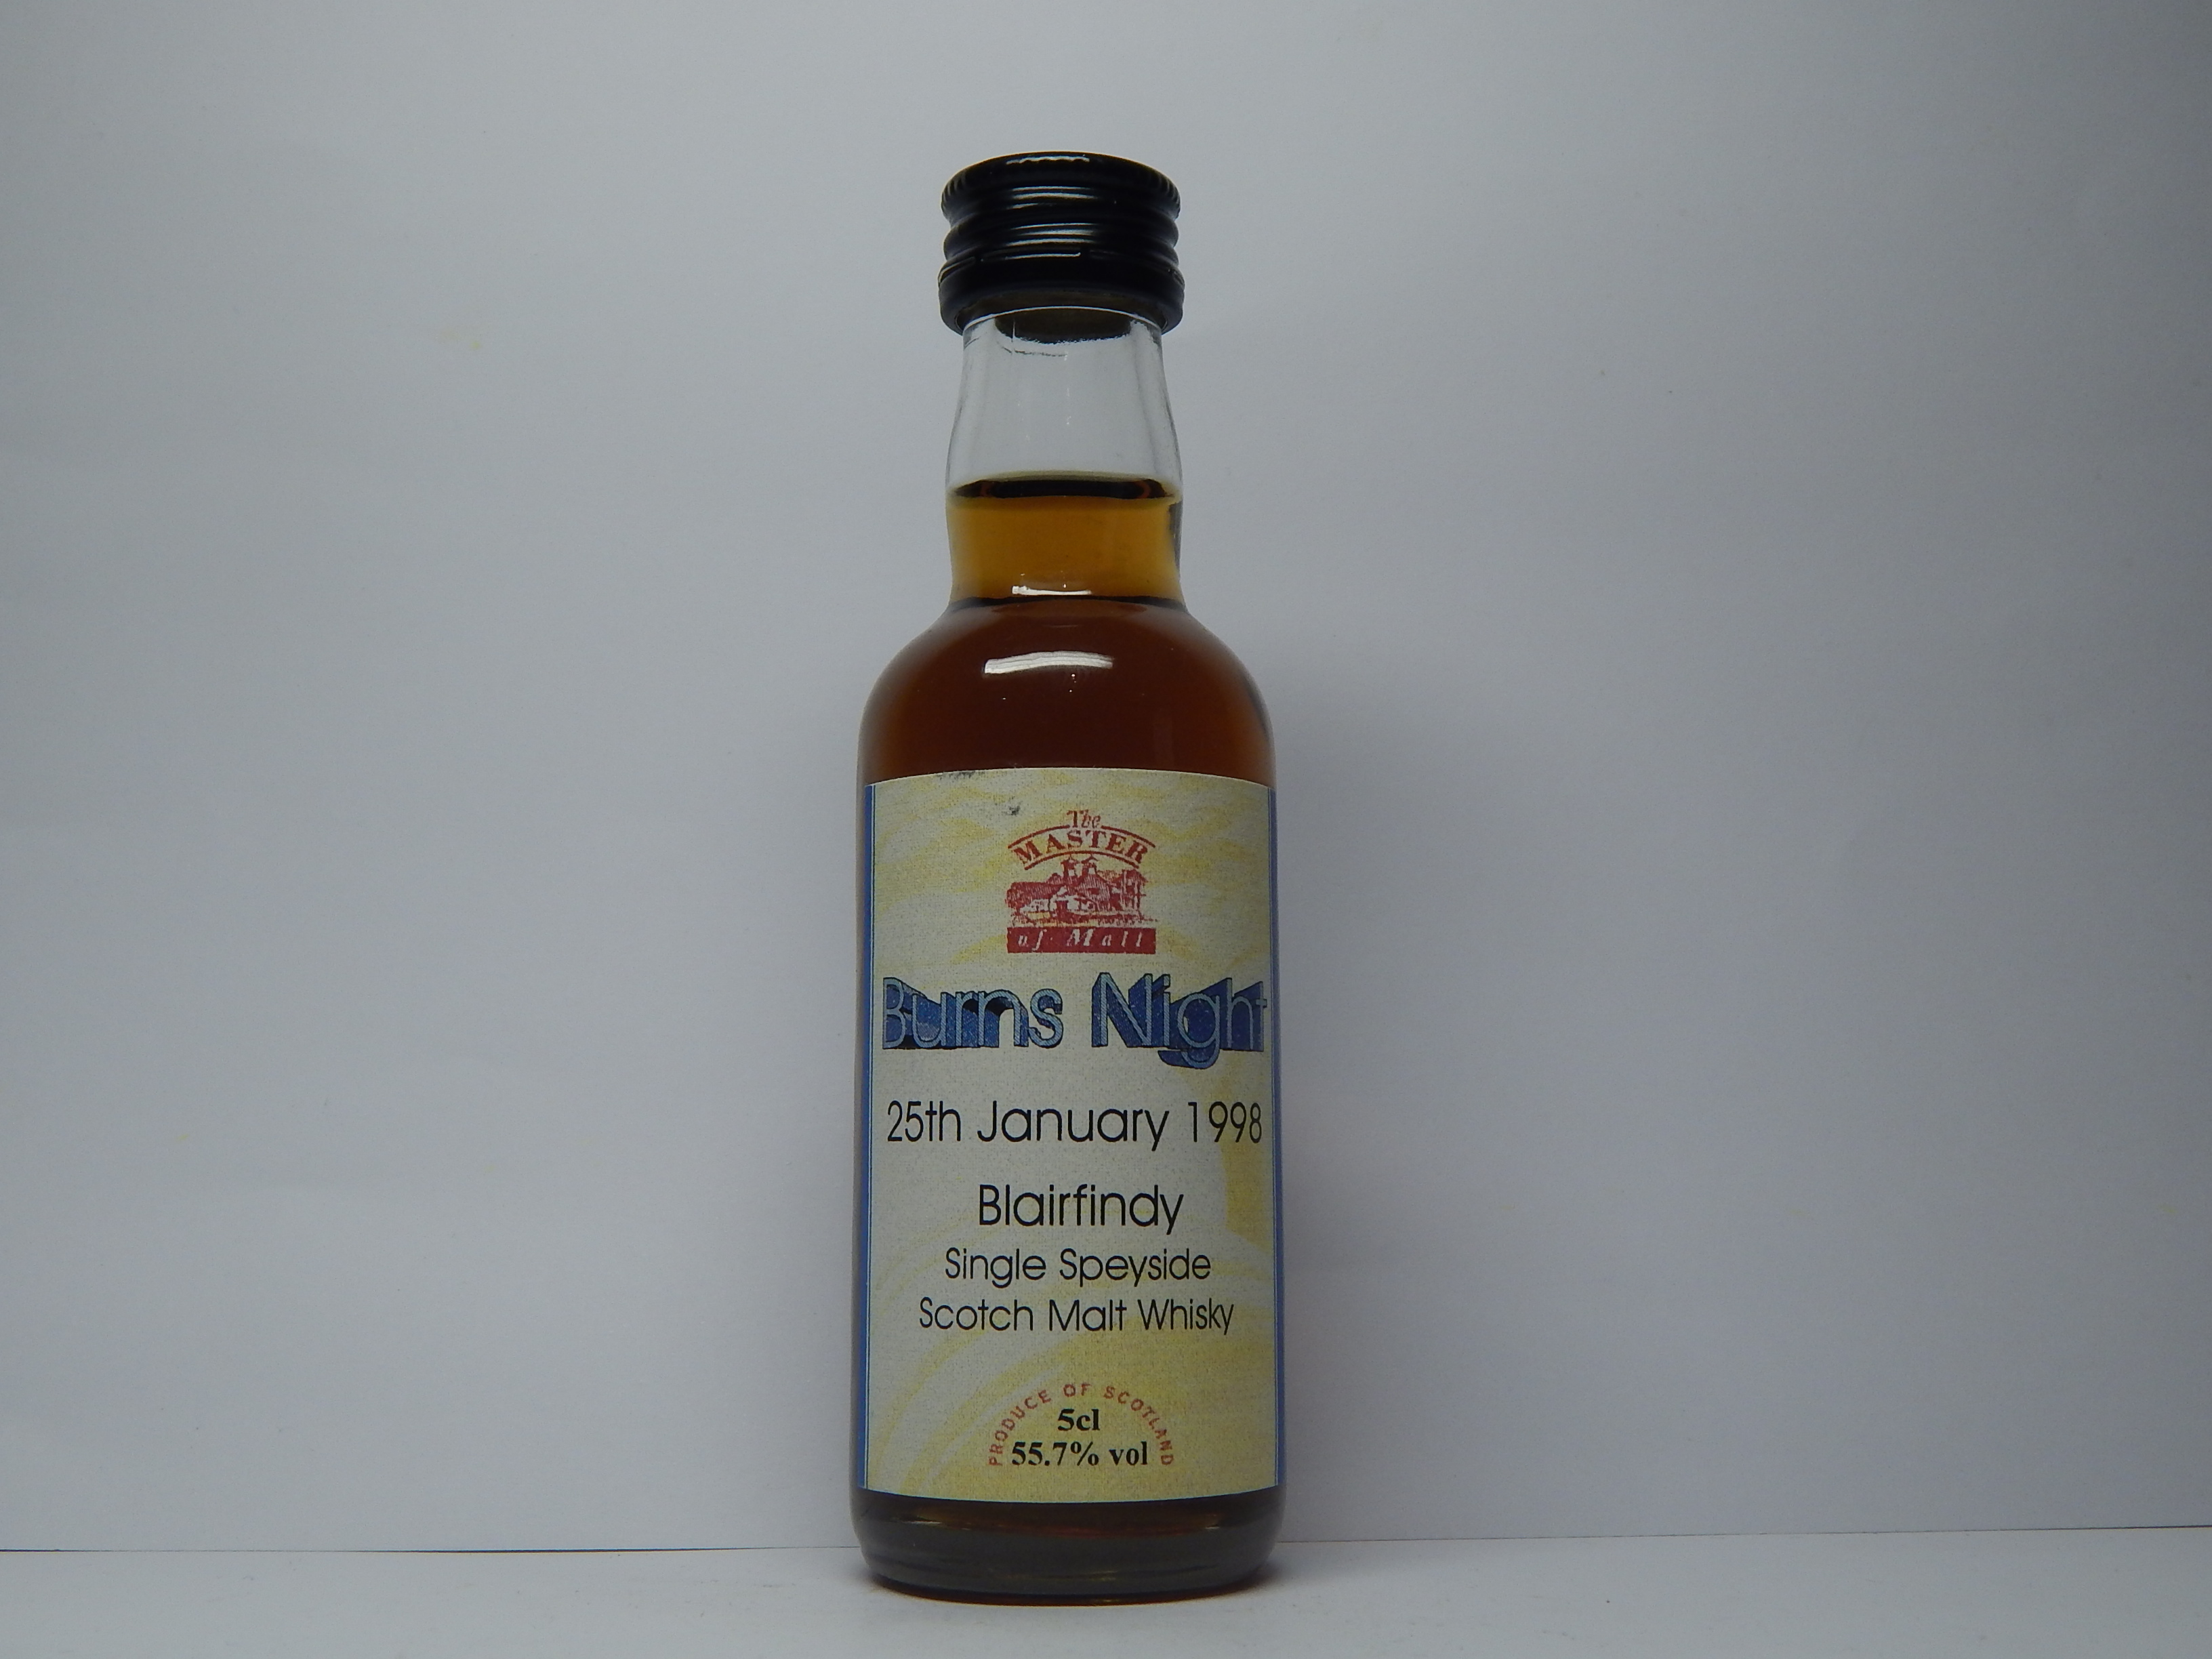 The
MASTER
of Malt
Burns Night
25th January 1998
Blairfindy
Single Speyside
Scotch Malt Whisky
PRODUCE OF SCOTLAND
5cl
55.7% vol